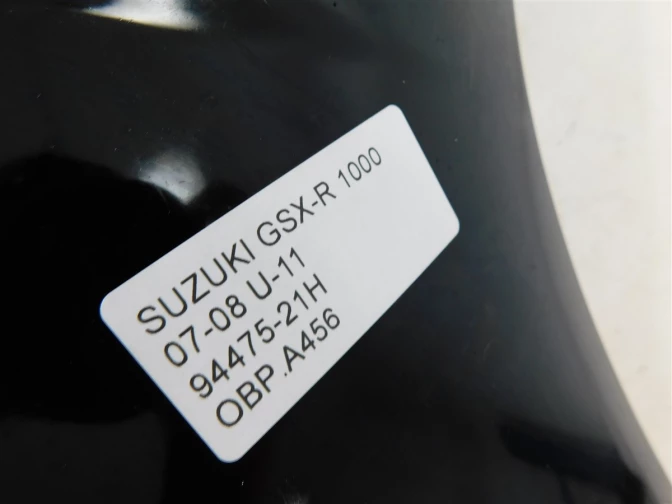 SUZUKI GSX-R 1000
07-08 U-11
94475-21H
OBP .A456